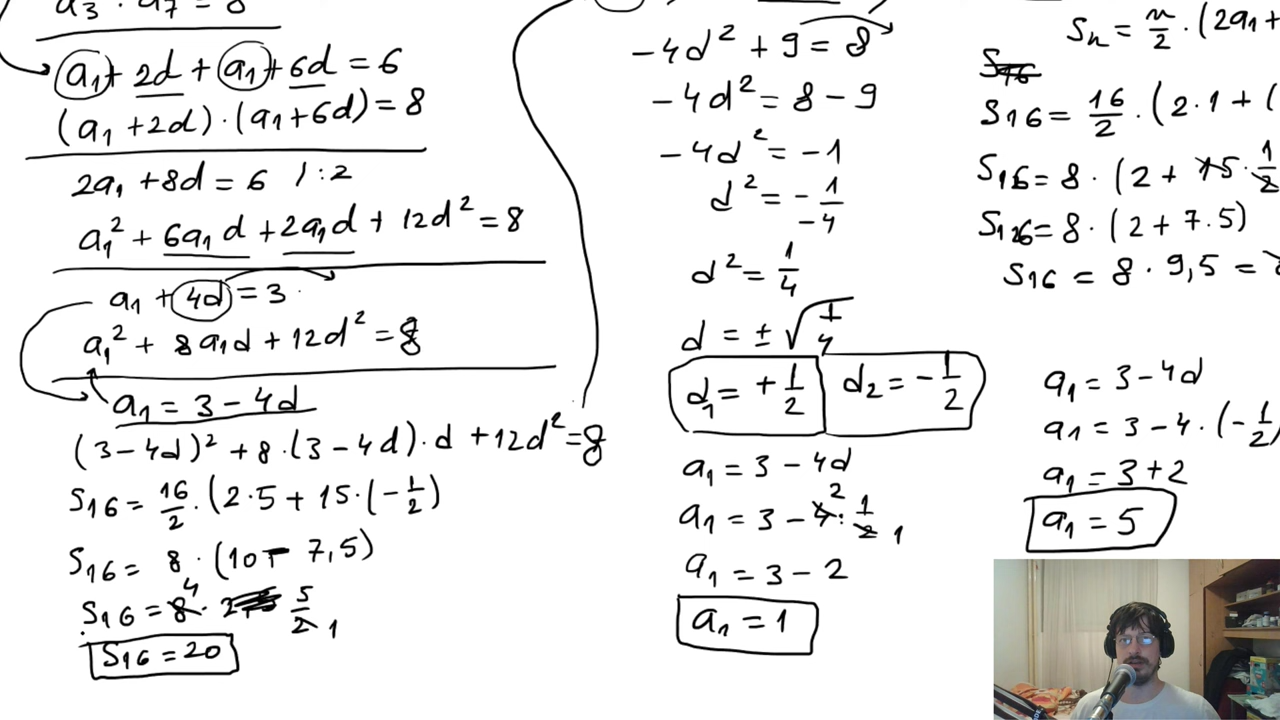 a₃ · a₇ = 8
a₁ + 2d + a₁ + 6d = 6
(a₁ + 2d) · (a₁ + 6d) = 8
2a₁ + 8d = 6 / : 2
a₁² + 6a₁d + 2a₁d + 12d² = 8
a₁ + 4d = 3
a₁² + 8a₁d + 12d² = 8
a₁ = 3 - 4d
(3 - 4d)² + 8 · (3 - 4d) · d + 12d² = 8
S₁₆ = 16/2 · (2 · 5 + 15 · (-1/2)
S₁₆ = 8 · (10 - 7,5)
S₁₆ = 8 4 · 5/2 1
S₁₆ = 20
-4d² + 9 = 8
-4d² = 8 - 9
-4d² = -1
d² = - 1/-4
d² = 1/4
d = ± √1/4
d₁ = + 1/2
d₂ = - 1/2
a₁ = 3 - 4d
a₁ = 3 - 4 2 · 1/2 1
a₁ = 3 - 2
a₁ = 1
Sₙ = n/2 · (2a₁ +
S₁₆
S₁₆ = 16/2 · (2 · 1 + (
S₁₆ = 8 · (2 + 15 · 1/2
S₁₆ = 8 · (2 + 7.5)
S₁₆ = 8 · 9,5 =
a₁ = 3 - 4d
a₁ = 3 - 4 · (-1/2)
a₁ = 3 + 2
a₁ = 5